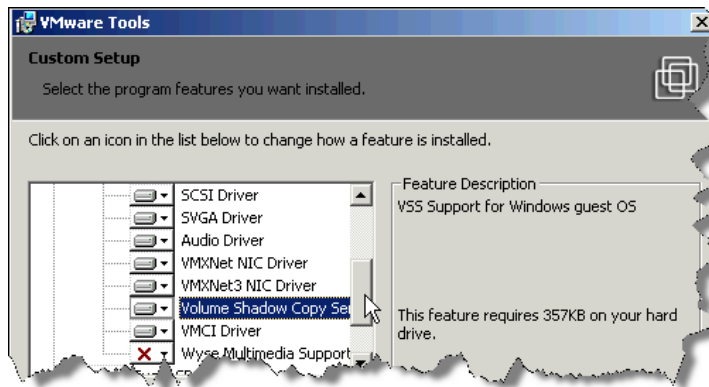 VMware Tools
Custom Setup
Select the program features you want installed.
Click on an icon in the list below to change how a feature is installed.
SCSI Driver
SVGA Driver
Audio Driver
VMXNet NIC Driver
VMXNet3 NIC Driver
Volume Shadow Copy Se
VMCI Driver
Wyse Multimedia Support
Feature Description
VSS Support for Windows guest OS
This feature requires 357KB on your hard
drive.